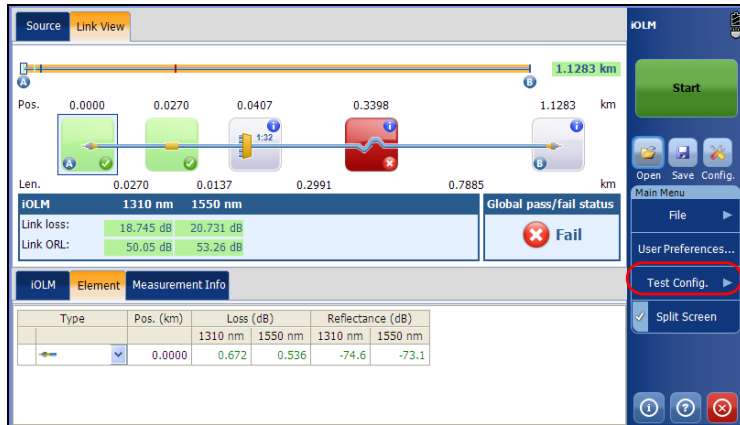 Source Link View
iOLM
1.1283 km
A B
Start
Pos. 0.0000 0.0270 0.0407 0.3398 1.1283 km
1:32
A B
Open Save Config.
Len. 0.0270 0.0137 0.2991 0.7885 km
Main Menu
File
iOLM 1310 nm 1550 nm Global pass/fail status
Link loss: 18.745 dB 20.731 dB
Fail
Link ORL: 50.05 dB 53.26 dB
User Preferences...
iOLM Element Measurement Info
Test Config.
Type Pos. (km) Loss (dB) Reflectance (dB)
Split Screen
1310 nm 1550 nm 1310 nm 1550 nm
0.0000 0.672 0.536 -74.6 -73.1